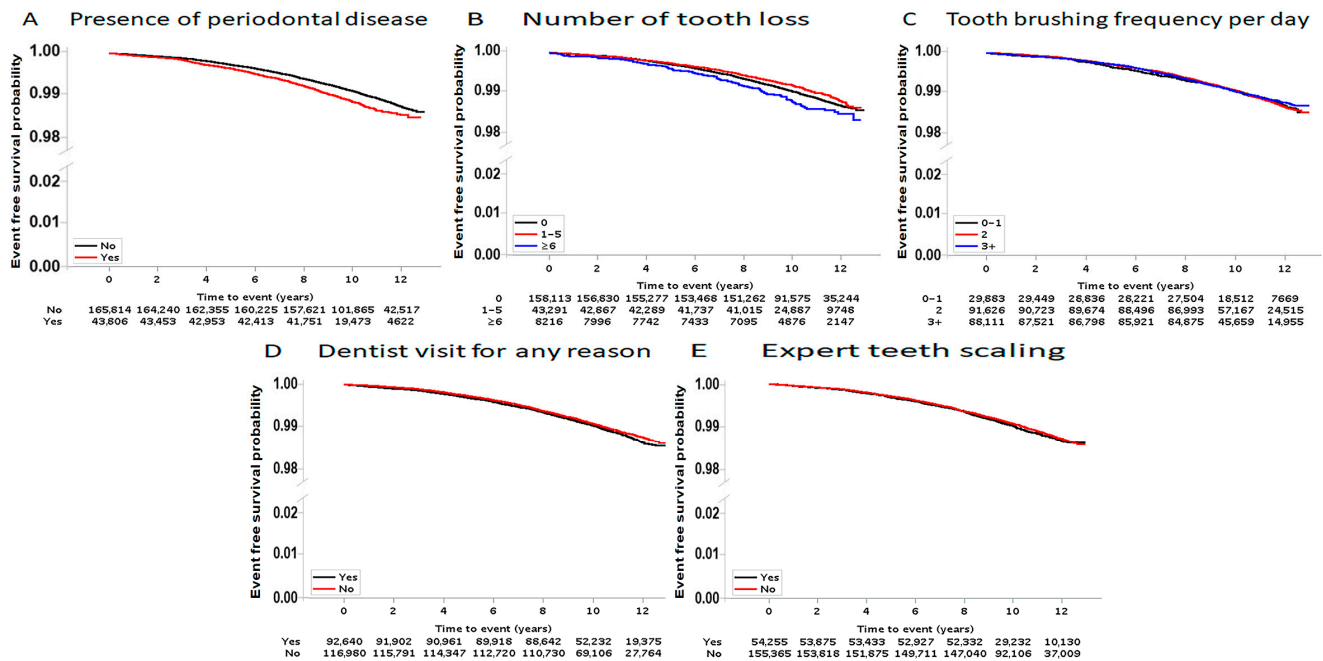 A Presence of periodontal disease
Event free survival probability
1.00
0.99
0.98
0.02
0.01
0.00
No
Yes
0 2 4 6 8 10 12
Time to event (years)
No 165,814 164,240 162,355 160,225 157,621 101,865 42,517
Yes 43,806 43,453 42,953 42,413 41,751 19,473 4622
B Number of tooth loss
Event free survival probability
1.00
0.99
0.98
0.02
0.01
0.00
0
1–5
≥6
0 2 4 6 8 10 12
Time to event (years)
0 158,113 156,830 155,277 153,468 151,262 91,575 35,244
1–5 43,291 42,867 42,289 41,737 41,015 24,887 9748
≥6 8216 7996 7742 7433 7095 4876 2147
C Tooth brushing frequency per day
Event free survival probability
1.00
0.99
0.98
0.02
0.01
0.00
0–1
2
3+
0 2 4 6 8 10 12
Time to event (years)
0–1 29,883 29,449 28,836 28,221 27,504 18,512 7669
2 91,626 90,723 89,674 88,496 86,993 57,167 24,515
3+ 88,111 87,521 86,798 85,921 84,875 45,659 14,955
D Dentist visit for any reason
Event free survival probability
1.00
0.99
0.98
0.02
0.01
0.00
Yes
No
0 2 4 6 8 10 12
Time to event (years)
Yes 92,640 91,902 90,961 89,918 88,642 52,232 19,375
No 116,980 115,791 114,347 112,720 110,730 69,106 27,764
E Expert teeth scaling
Event free survival probability
1.00
0.99
0.98
0.02
0.01
0.00
Yes
No
0 2 4 6 8 10 12
Time to event (years)
Yes 54,255 53,875 53,433 52,927 52,332 29,232 10,130
No 155,365 153,818 151,875 149,711 147,040 92,106 37,009